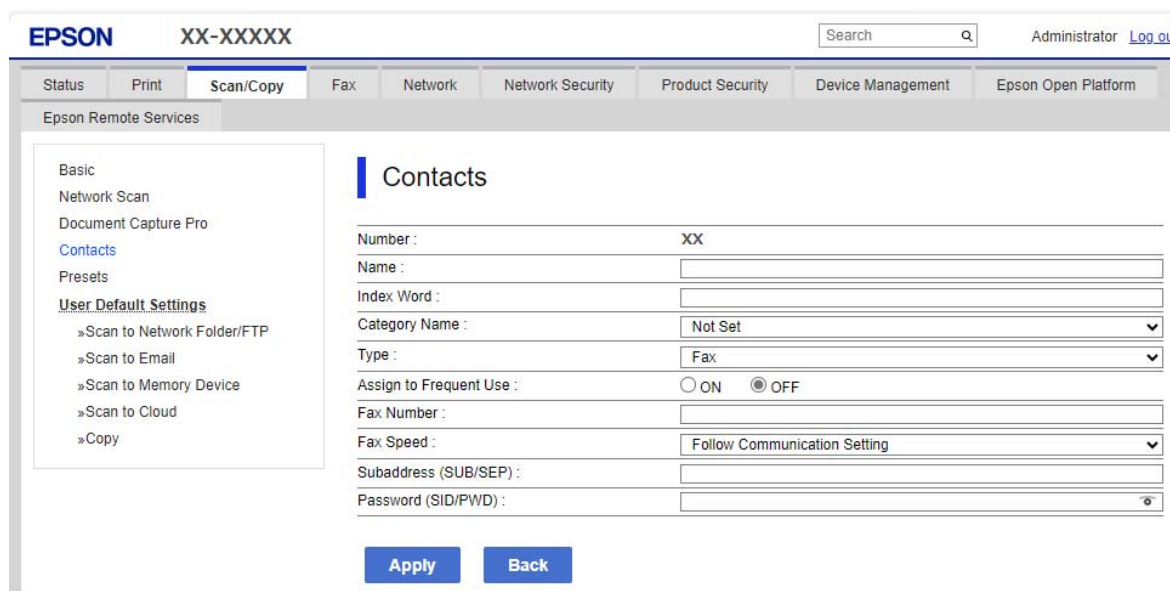 EPSON XX-XXXXX Search Administrator Log ou
Status Print Scan/Copy Fax Network Network Security Product Security Device Management Epson Open Platform
Epson Remote Services
Basic
Network Scan
Document Capture Pro
Contacts
Presets
User Default Settings
»Scan to Network Folder/FTP
»Scan to Email
»Scan to Memory Device
»Scan to Cloud
»Copy
Contacts
Number : XX
Name :
Index Word :
Category Name : Not Set
Type : Fax
Assign to Frequent Use : ON OFF
Fax Number :
Fax Speed : Follow Communication Setting
Subaddress (SUB/SEP) :
Password (SID/PWD) :
Apply Back